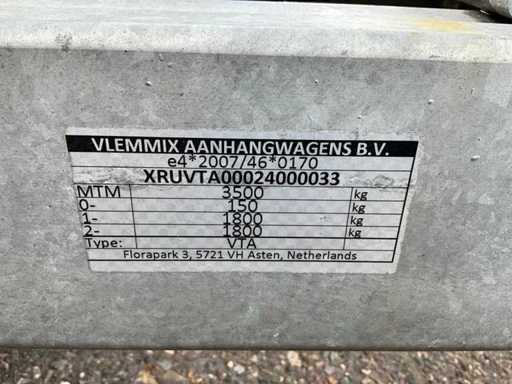 VLEMMIX AANHANGWAGENS B.V.
e4*2007/46*0170
XRUVTA00024000033
MTM 3500 kg
0- 150 kg
1- 1800 kg
2- 1800 kg
Type: VTA
Florapark 3, 5721 VH Asten, Netherlands